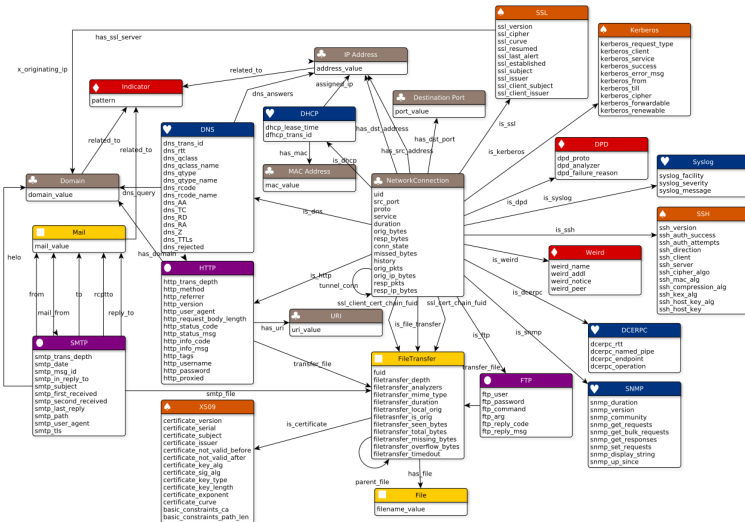 SSL
ssl_version
ssl_cipher
ssl_curve
ssl_resumed
ssl_last_alert
ssl_established
ssl_subject
ssl_issuer
ssl_client_subject
ssl_client_issuer
Kerberos
kerberos_request_type
kerberos_client
kerberos_service
kerberos_success
kerberos_error_msg
kerberos_from
kerberos_till
kerberos_cipher
kerberos_forwardable
kerberos_renewable
has_ssl_server
x_originating_ip
IP Address
address_value
related_to
assigned_ip
Indicator
pattern
dns_answers
Destination Port
port_value
DHCP
dhcp_lease_time
dfhcp_trans_id
has_dst_address
has_dst_port
has_src_address
is_ssl
DNS
dns_trans_id
dns_rtt
dns_qclass
dns_qclass_name
dns_qtype
dns_qtype_name
dns_rcode
dns_rcode_name
dns_AA
dns_TC
dns_RD
dns_RA
dns_Z
dns_TTLs
dns_rejected
related_to
related_to
has_mac
is_dhcp
is_kerberos
DPD
dpd_proto
dpd_analyzer
dpd_failure_reason
Syslog
syslog_facility
syslog_severity
syslog_message
MAC Address
mac_value
Domain
domain_value
dns_query
NetworkConnection
uid
src_port
proto
service
duration
orig_bytes
resp_bytes
conn_state
missed_bytes
history
orig_pkts
orig_ip_bytes
resp_pkts
resp_ip_bytes
is_dpd
is_syslog
is_dns
Mail
mail_value
SSH
ssh_version
ssh_auth_success
ssh_auth_attempts
ssh_direction
ssh_client
ssh_server
ssh_cipher_algo
ssh_mac_alg
ssh_compression_alg
ssh_kex_alg
ssh_host_key_alg
ssh_host_key
is_ssh
helo
has_domain
is_weird
Weird
weird_name
weird_addl
weird_notice
weird_peer
HTTP
http_trans_depth
http_method
http_referrer
http_version
http_user_agent
http_request_body_length
http_status_code
http_status_msg
http_info_code
http_info_msg
http_tags
http_username
http_password
http_proxied
is_http
tunnel_conn
is_dcerpc
from
to
rcptto
mail_from
reply_to
ssl_client_cert_chain_fuid
ssl_cert_chain_fuid
URI
uri_value
has_uri
is_file_transfer
is_ftp
is_snmp
DCERPC
dcerpc_rtt
dcerpc_named_pipe
dcerpc_endpoint
dcerpc_operation
SMTP
smtp_trans_depth
smtp_date
smtp_msg_id
smtp_in_reply_to
smtp_subject
smtp_first_received
smtp_second_received
smtp_last_reply
smtp_path
smtp_user_agent
smtp_tls
transfer_file
FileTransfer
fuid
filetransfer_depth
filetransfer_analyzers
filetransfer_mime_type
filetransfer_duration
filetransfer_local_orig
filetransfer_is_orig
filetransfer_seen_bytes
filetransfer_total_bytes
filetransfer_missing_bytes
filetransfer_overflow_bytes
filetransfer_timedout
transfer_file
FTP
ftp_user
ftp_password
ftp_command
ftp_arg
ftp_reply_code
ftp_reply_msg
SNMP
snmp_duration
snmp_version
snmp_community
snmp_get_requests
snmp_get_bulk_requests
snmp_get_responses
snmp_set_requests
snmp_display_string
snmp_up_since
smtp_file
X509
certificate_version
certificate_serial
certificate_subject
certificate_issuer
certificate_not_valid_before
certificate_not_valid_after
certificate_key_alg
certificate_sig_alg
certificate_key_type
certificate_key_length
certificate_exponent
certificate_curve
basic_constraints_ca
basic_constraints_path_len
is_certificate
parent_file
has_file
File
filename_value